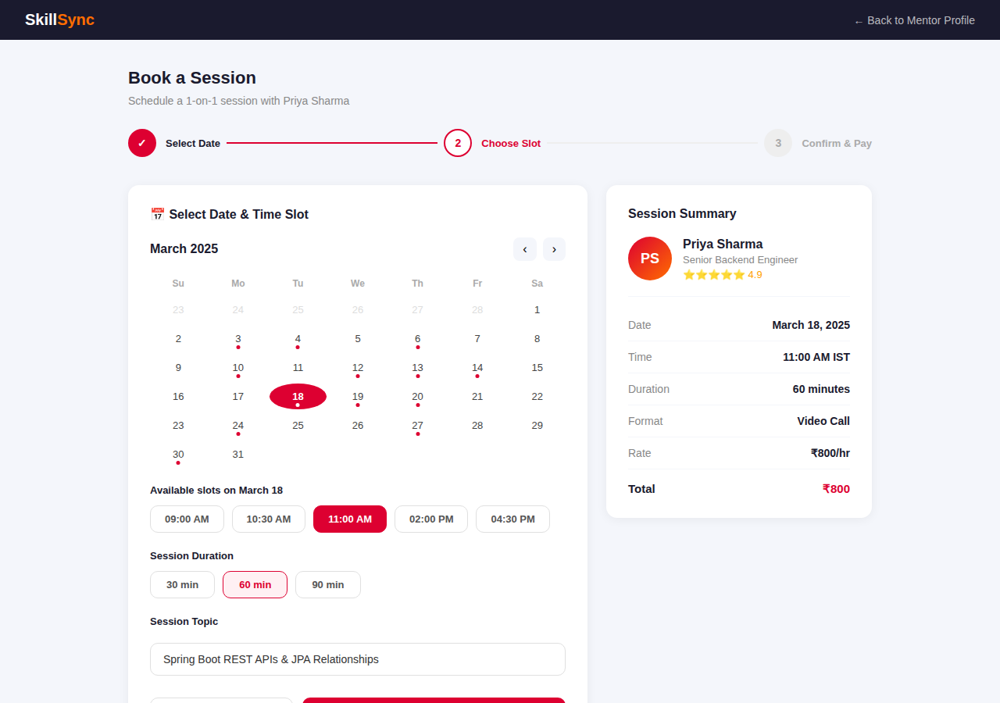 SkillSync
← Back to Mentor Profile
Book a Session
Schedule a 1-on-1 session with Priya Sharma
✓ Select Date
2 Choose Slot
3 Confirm & Pay
📅 Select Date & Time Slot
March 2025
‹ ›
Su Mo Tu We Th Fr Sa
23 24 25 26 27 28 1
2 3 4 5 6 7 8
9 10 11 12 13 14 15
16 17 18 19 20 21 22
23 24 25 26 27 28 29
30 31
Available slots on March 18
09:00 AM 10:30 AM 11:00 AM 02:00 PM 04:30 PM
Session Duration
30 min 60 min 90 min
Session Topic
Spring Boot REST APIs & JPA Relationships
Session Summary
PS
Priya Sharma
Senior Backend Engineer
⭐⭐⭐⭐⭐ 4.9
Date March 18, 2025
Time 11:00 AM IST
Duration 60 minutes
Format Video Call
Rate ₹800/hr
Total ₹800